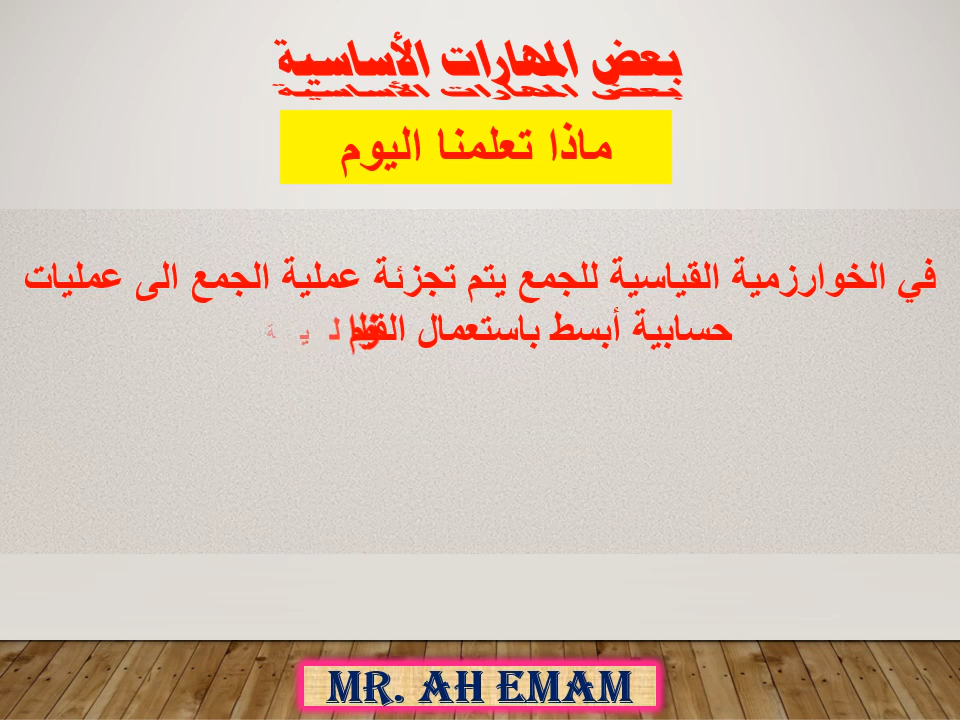 بعض المهارات الأساسية
ماذا تعلمنا اليوم
في الخوارزمية القياسية للجمع يتم تجزئة عملية الجمع الى عمليات
حسابية أبسط باستعمال
MR. AH EMAM